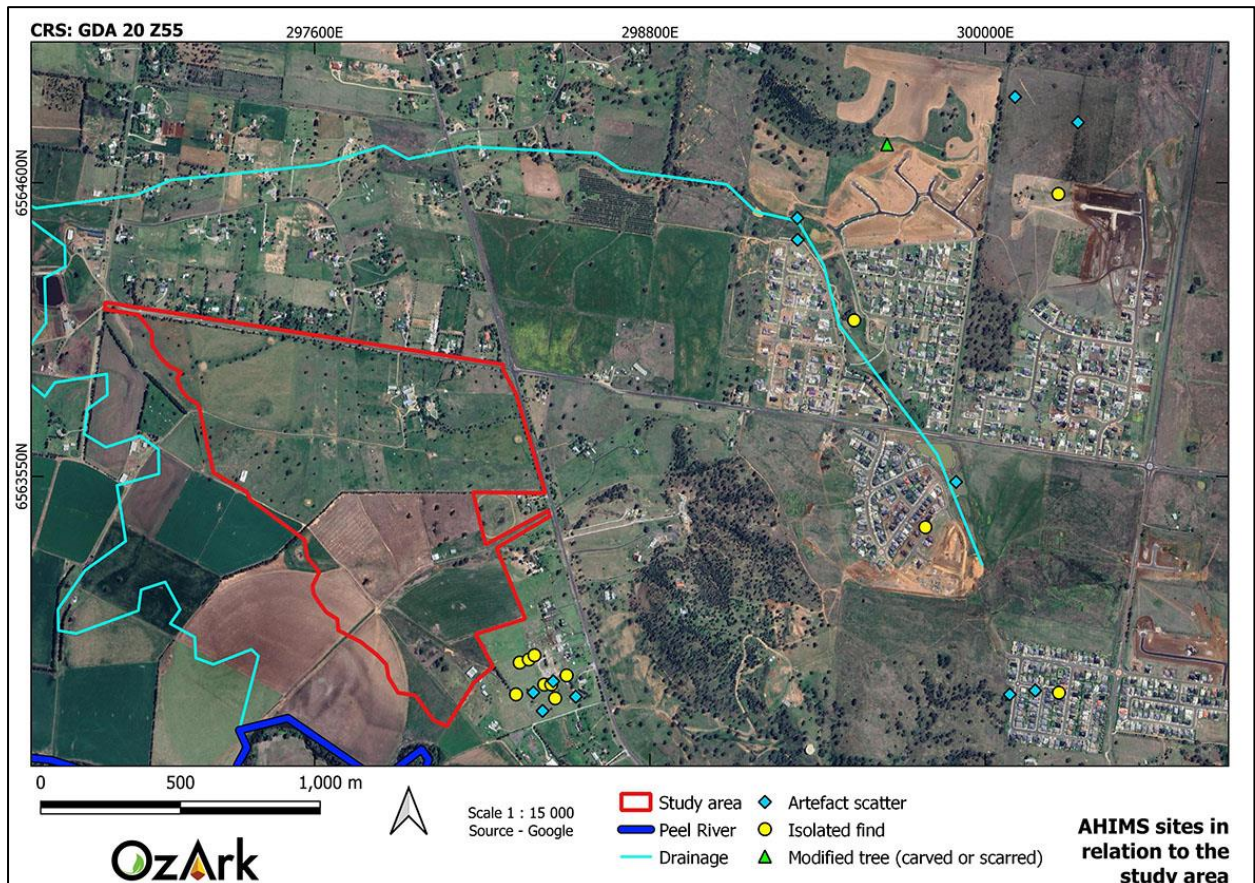 CRS: GDA 20 Z55
297600E
298800E
300000E
6564600N
6563550N
0 500 1,000 m
Scale 1 : 15 000
Source - Google
Study area
Peel River
Drainage
Artefact scatter
Isolated find
Modified tree (carved or scarred)
AHIMS sites in
relation to the
study area
OzArk